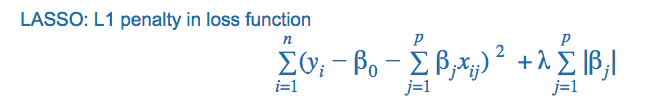 LASSO: L1 penalty in loss function
n p p
∑(yᵢ − β₀ − ∑ βⱼxᵢⱼ)² + λ ∑ |βⱼ|
i=1 j=1 j=1